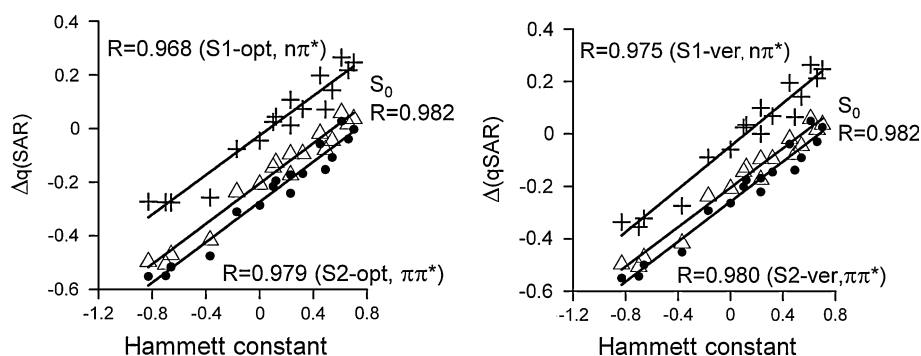 0.4
R=0.968 (S1-opt, nπ*)
0.2
S0
R=0.982
0
-0.2
-0.4
R=0.979 (S2-opt, ππ*)
-0.6
-1.2 -0.8 -0.4 0 0.4 0.8
Δq(SAR)
Hammett constant
0.4
R=0.975 (S1-ver, nπ*)
0.2
S0
R=0.982
0
-0.2
-0.4
R=0.980 (S2-ver,ππ*)
-0.6
-1.2 -0.8 -0.4 0 0.4 0.8
Δ(qSAR)
Hammett constant